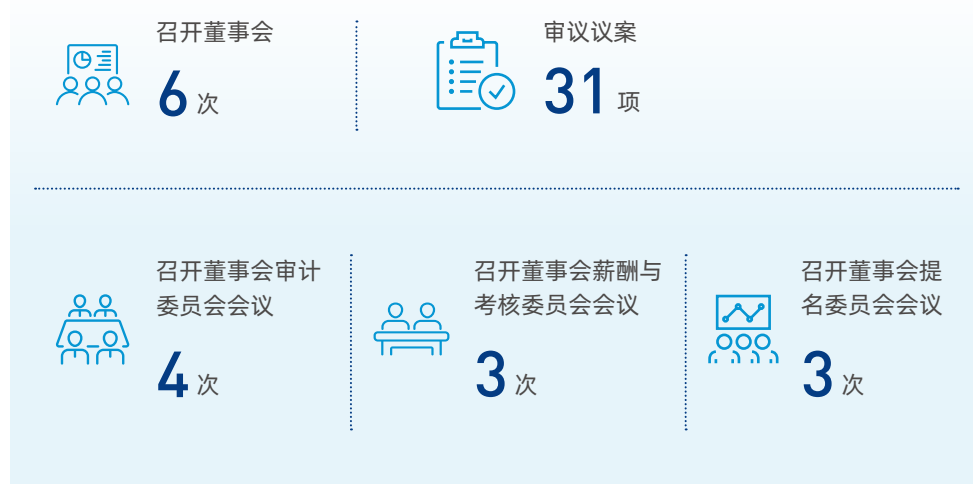 召开董事会
6 次
审议议案
31 项
召开董事会审计
委员会会议
4 次
召开董事会薪酬与
考核委员会会议
3 次
召开董事会提
名委员会会议
3 次